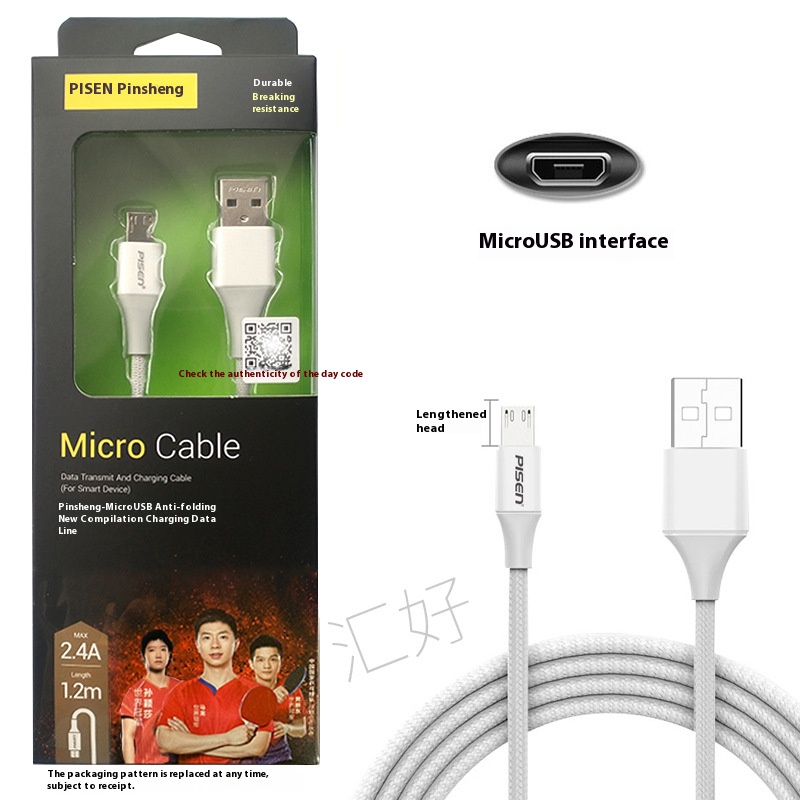 PISEN Pinsheng
Durable
Breaking
resistance
PISEN
PISEN
Check the authenticity of the day code
Micro Cable
Data Transmit And Charging Cable
(For Smart Device)
Pinsheng-MicroUSB Anti-folding
New Compilation Charging Data
Line
MAX
2.4A
Length
1.2m
The packaging pattern is replaced at any time,
subject to receipt.
MicroUSB interface
Lengthened
head
PISEN
汇好